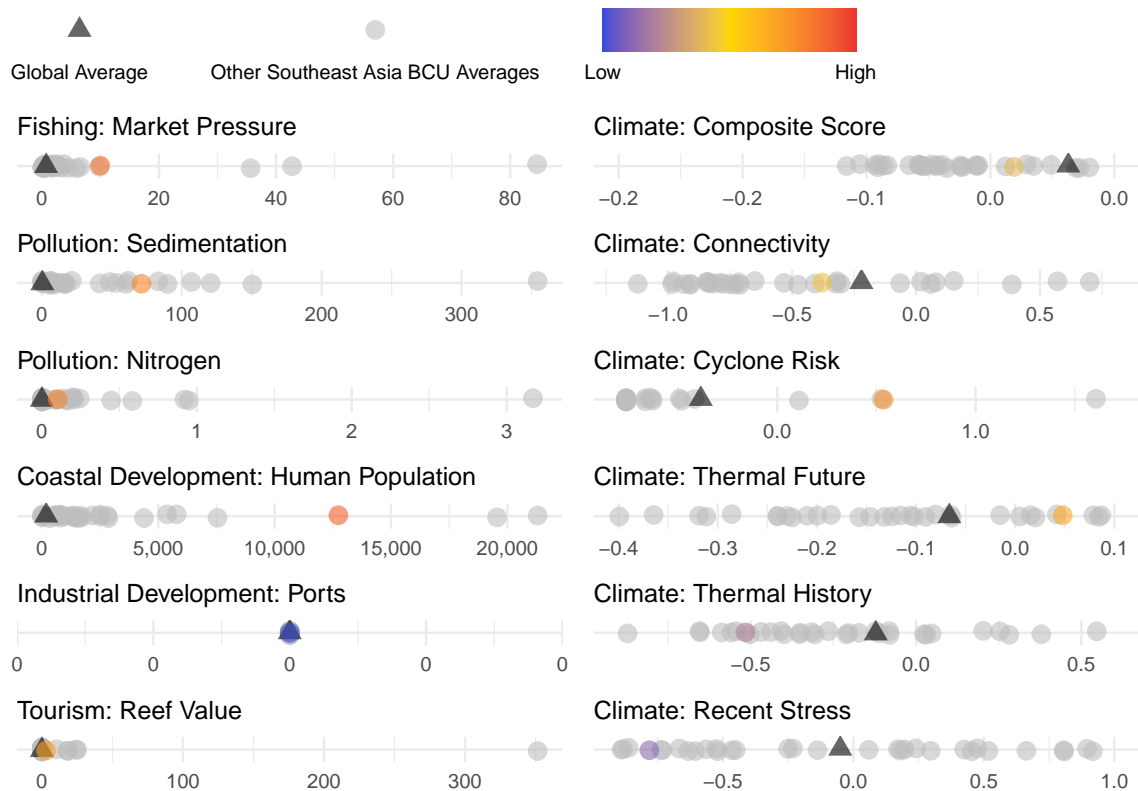 Global Average Other Southeast Asia BCU Averages Low High
Fishing: Market Pressure
0 20 40 60 80
Climate: Composite Score
−0.2 −0.2 −0.1 0.0 0.0
Pollution: Sedimentation
0 100 200 300
Climate: Connectivity
−1.0 −0.5 0.0 0.5
Pollution: Nitrogen
0 1 2 3
Climate: Cyclone Risk
0.0 1.0
Coastal Development: Human Population
0 5,000 10,000 15,000 20,000
Climate: Thermal Future
−0.4 −0.3 −0.2 −0.1 0.0 0.1
Industrial Development: Ports
0 0 0 0 0
Climate: Thermal History
−0.5 0.0 0.5
Tourism: Reef Value
0 100 200 300
Climate: Recent Stress
−0.5 0.0 0.5 1.0